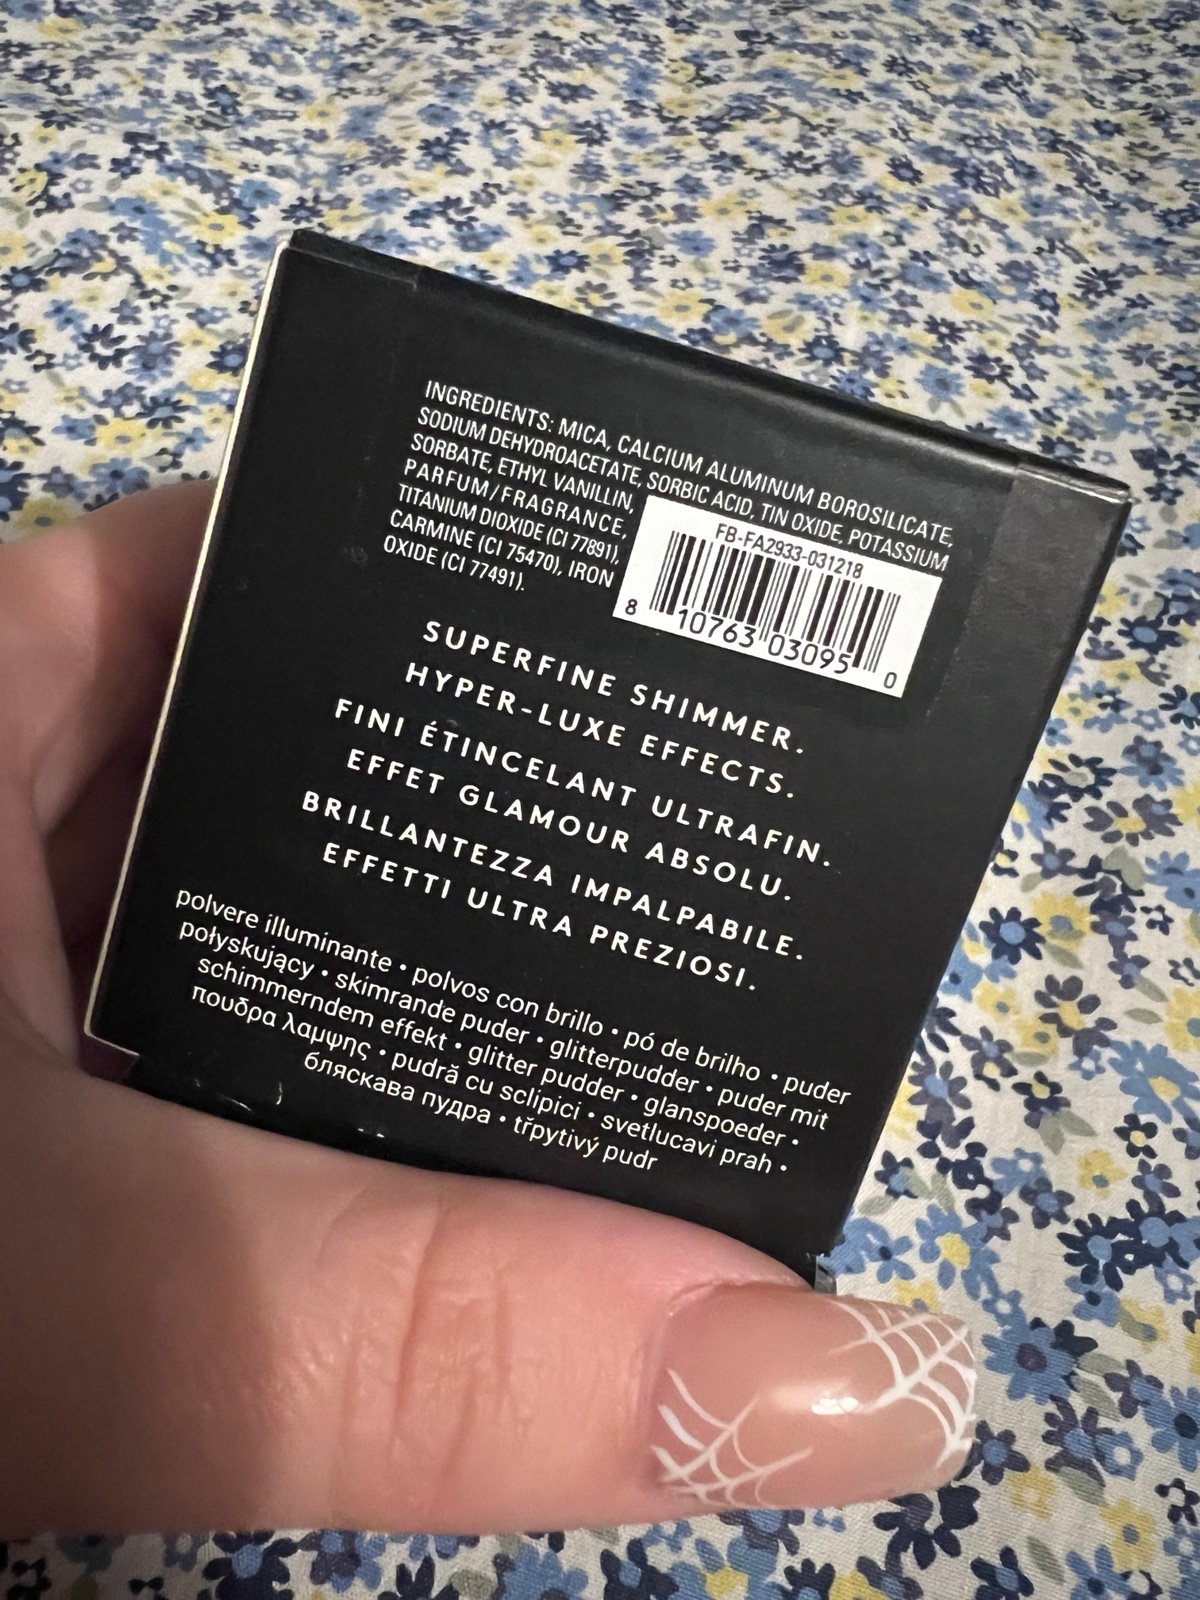 INGREDIENTS: MICA, CALCIUM ALUMINUM BOROSILICATE,
SODIUM DEHYDROACETATE, SORBIC ACID, TIN OXIDE, POTASSIUM
SORBATE, ETHYL VANILLIN,
PARFUM/FRAGRANCE,
TITANIUM DIOXIDE (CI 77891),
CARMINE (CI 75470), IRON
OXIDE (CI 77491).
FB-FA2933-031218
8 10763 03095 0
SUPERFINE SHIMMER.
HYPER-LUXE EFFECTS.
FINI ÉTINCELANT ULTRAFIN.
EFFET GLAMOUR ABSOLU.
BRILLANTEZZA IMPALPABILE.
EFFETTI ULTRA PREZIOSI.
polvere illuminante • polvos con brillo • pó de brilho • puder
połyskujący • skimrande puder • glitterpudder • puder mit
schimmerndem effekt • glitter pudder • glanspoeder •
πουδρα λαμψης • pudră cu sclipici • svetlucavi prah •
бляскава пудра • třpytivý pudr